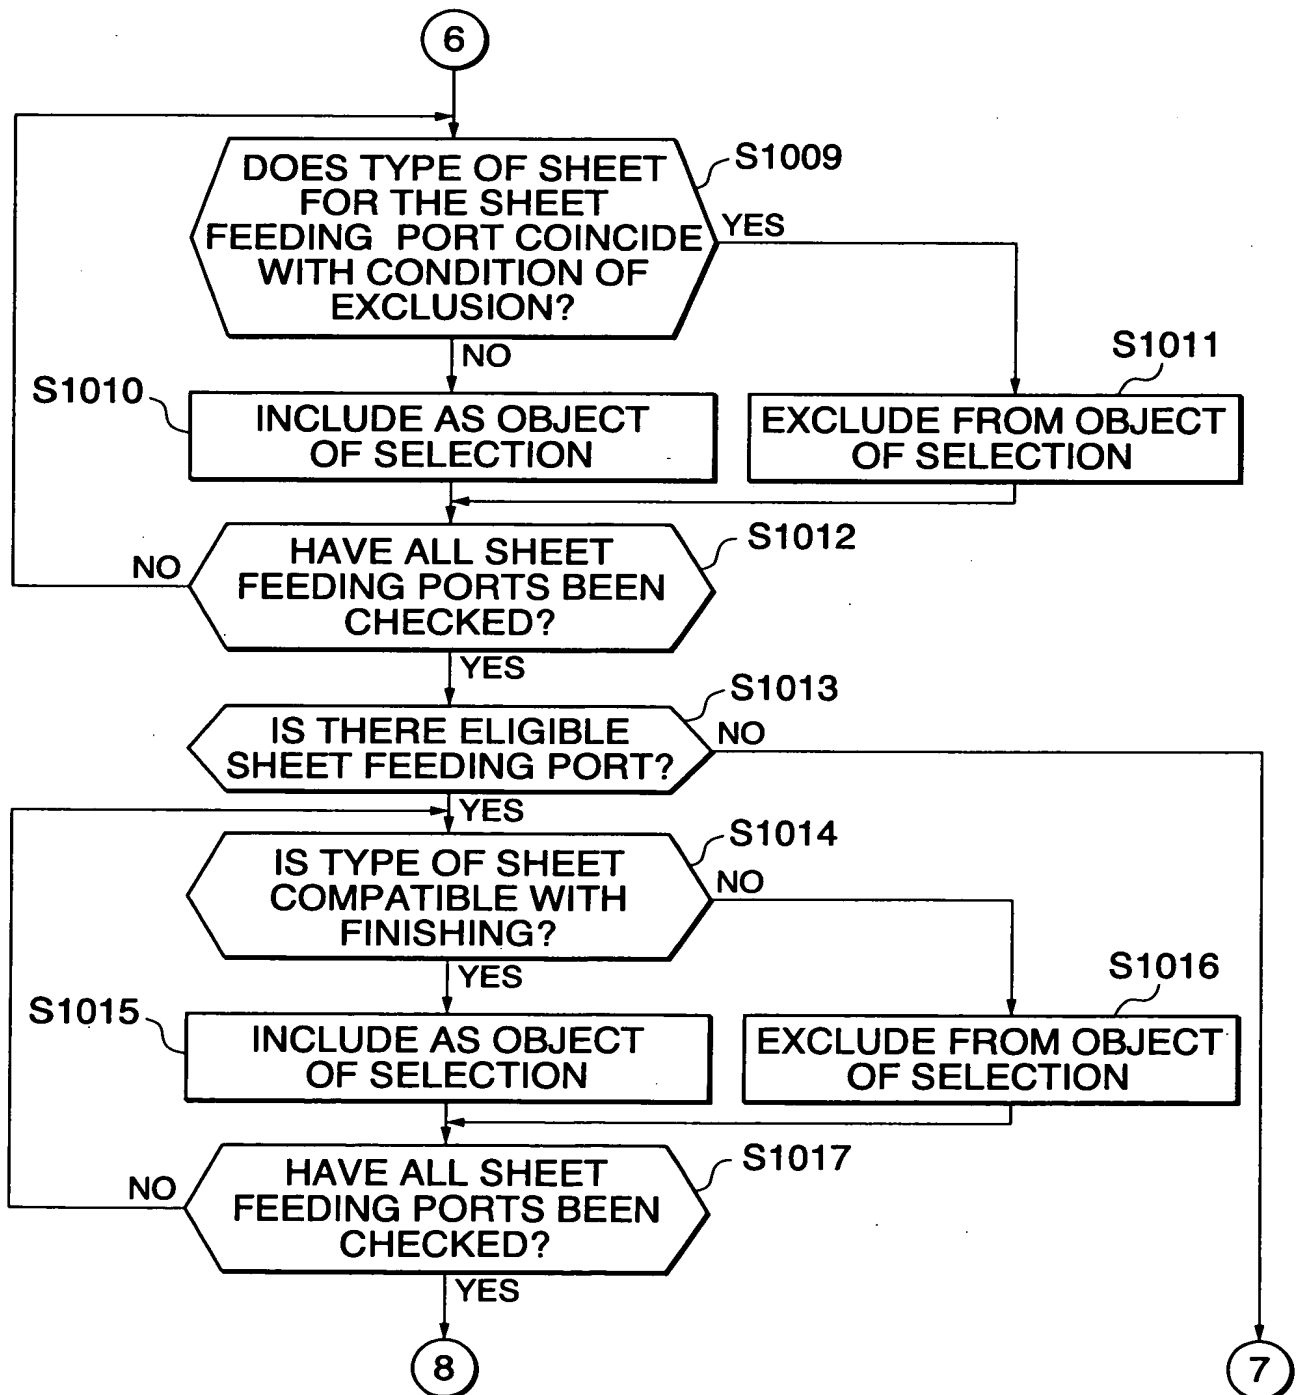 6
S1009
DOES TYPE OF SHEET
FOR THE SHEET
FEEDING PORT COINCIDE
WITH CONDITION OF
EXCLUSION?
YES
NO
S1010
INCLUDE AS OBJECT
OF SELECTION
S1011
EXCLUDE FROM OBJECT
OF SELECTION
S1012
HAVE ALL SHEET
FEEDING PORTS BEEN
CHECKED?
NO
YES
S1013
IS THERE ELIGIBLE
SHEET FEEDING PORT?
NO
YES
S1014
IS TYPE OF SHEET
COMPATIBLE WITH
FINISHING?
NO
YES
S1015
INCLUDE AS OBJECT
OF SELECTION
S1016
EXCLUDE FROM OBJECT
OF SELECTION
S1017
HAVE ALL SHEET
FEEDING PORTS BEEN
CHECKED?
NO
YES
8
7